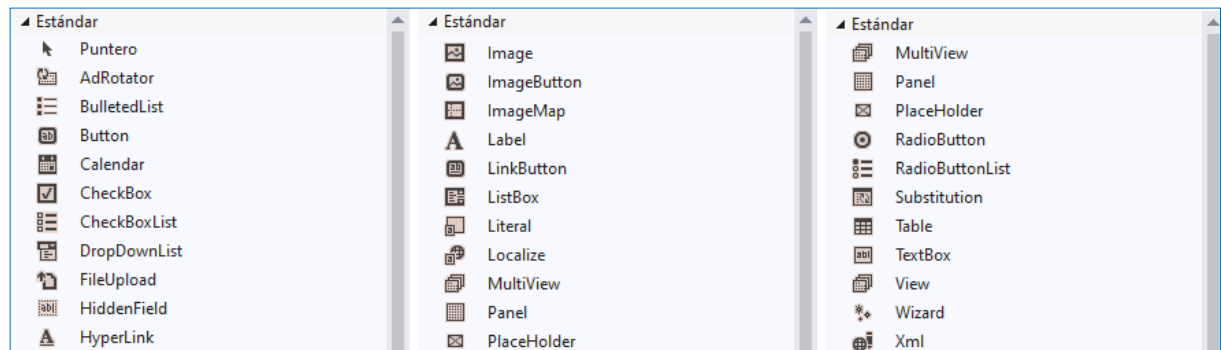 Estándar
Puntero
AdRotator
BulletedList
Button
Calendar
CheckBox
CheckBoxList
DropDownList
FileUpload
HiddenField
HyperLink
Estándar
Image
ImageButton
ImageMap
Label
LinkButton
ListBox
Literal
Localize
MultiView
Panel
PlaceHolder
Estándar
MultiView
Panel
PlaceHolder
RadioButton
RadioButtonList
Substitution
Table
TextBox
View
Wizard
Xml